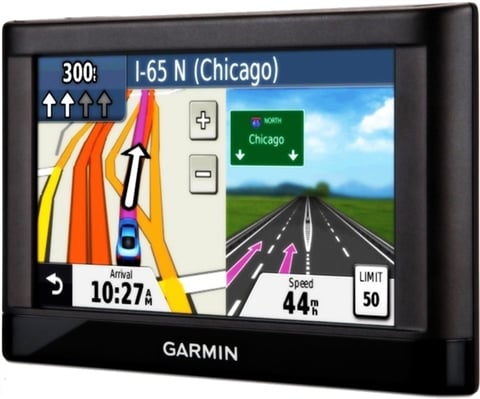 300ft
I-65 N (Chicago)
+
65 NORTH
Chicago
−
Arrival
10:27AM
Speed
44mh
LIMIT
50
GARMIN